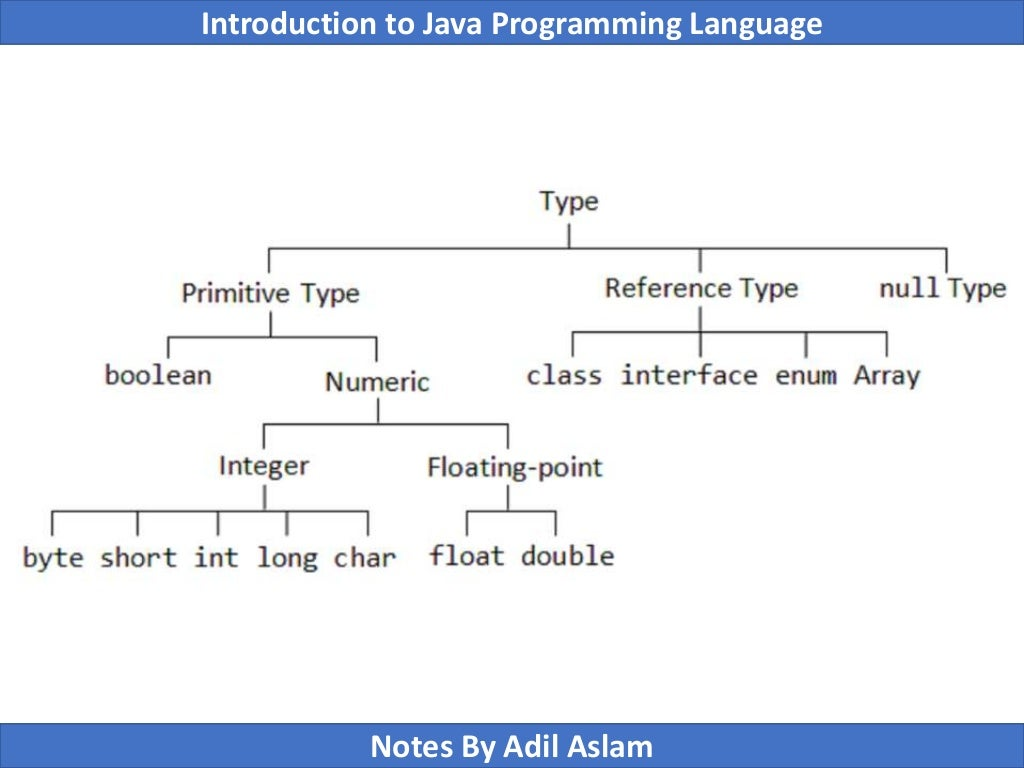 Introduction to Java Programming Language
Type
Primitive Type Reference Type null Type
boolean Numeric class interface enum Array
Integer Floating-point
byte short int long char float double
Notes By Adil Aslam